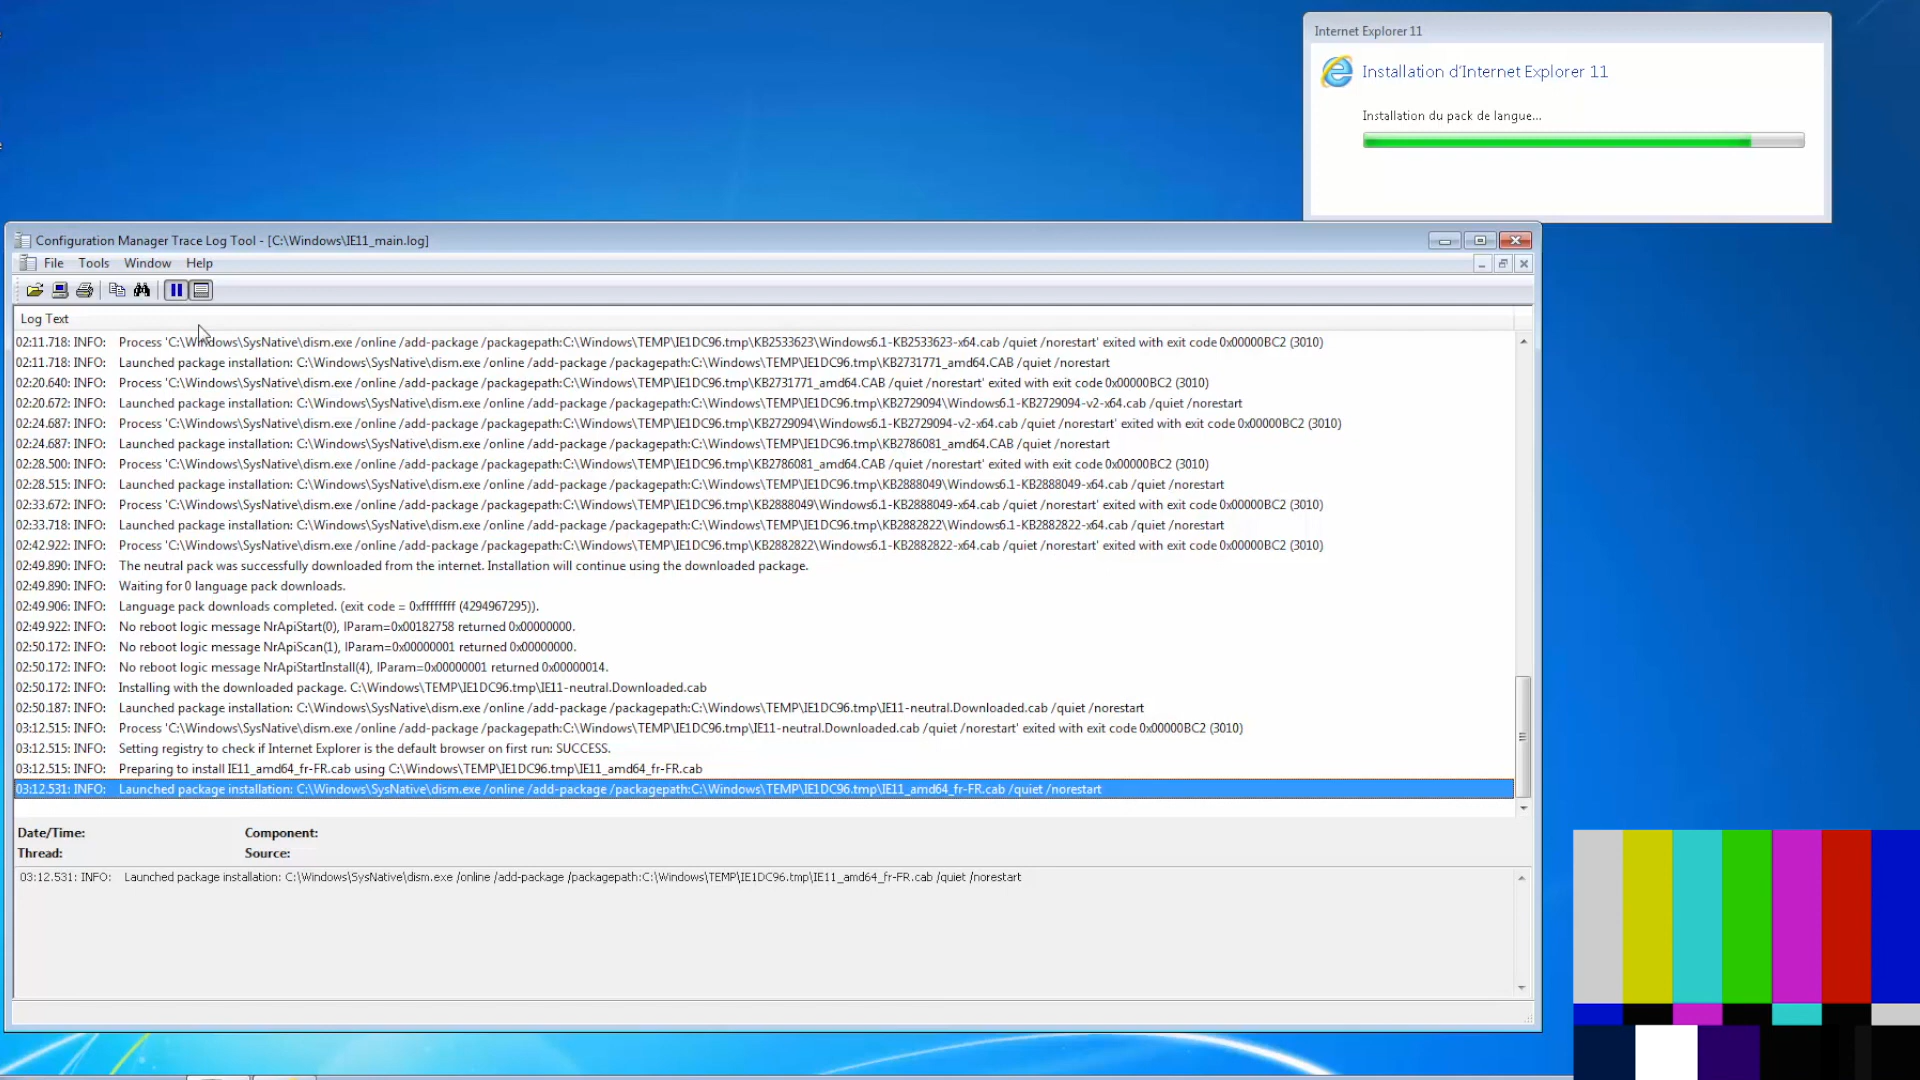 Internet Explorer 11
Installation d'Internet Explorer 11
Installation du pack de langue...
Configuration Manager Trace Log Tool - [C:\Windows\IE11_main.log]
File Tools Window Help
Log Text
02:11.718: INFO: Process 'C:\Windows\SysNative\dism.exe /online /add-package /packagepath:C:\Windows\TEMP\IE1DC96.tmp\KB2533623\Windows6.1-KB2533623-x64.cab /quiet /norestart' exited with exit code 0x00000BC2 (3010)
02:11.718: INFO: Launched package installation: C:\Windows\SysNative\dism.exe /online /add-package /packagepath:C:\Windows\TEMP\IE1DC96.tmp\KB2731771_amd64.CAB /quiet /norestart
02:20.640: INFO: Process 'C:\Windows\SysNative\dism.exe /online /add-package /packagepath:C:\Windows\TEMP\IE1DC96.tmp\KB2731771_amd64.CAB /quiet /norestart' exited with exit code 0x00000BC2 (3010)
02:20.672: INFO: Launched package installation: C:\Windows\SysNative\dism.exe /online /add-package /packagepath:C:\Windows\TEMP\IE1DC96.tmp\KB2729094\Windows6.1-KB2729094-v2-x64.cab /quiet /norestart
02:24.687: INFO: Process 'C:\Windows\SysNative\dism.exe /online /add-package /packagepath:C:\Windows\TEMP\IE1DC96.tmp\KB2729094\Windows6.1-KB2729094-v2-x64.cab /quiet /norestart' exited with exit code 0x00000BC2 (3010)
02:24.687: INFO: Launched package installation: C:\Windows\SysNative\dism.exe /online /add-package /packagepath:C:\Windows\TEMP\IE1DC96.tmp\KB2786081_amd64.CAB /quiet /norestart
02:28.500: INFO: Process 'C:\Windows\SysNative\dism.exe /online /add-package /packagepath:C:\Windows\TEMP\IE1DC96.tmp\KB2786081_amd64.CAB /quiet /norestart' exited with exit code 0x00000BC2 (3010)
02:28.515: INFO: Launched package installation: C:\Windows\SysNative\dism.exe /online /add-package /packagepath:C:\Windows\TEMP\IE1DC96.tmp\KB2888049\Windows6.1-KB2888049-x64.cab /quiet /norestart
02:33.672: INFO: Process 'C:\Windows\SysNative\dism.exe /online /add-package /packagepath:C:\Windows\TEMP\IE1DC96.tmp\KB2888049\Windows6.1-KB2888049-x64.cab /quiet /norestart' exited with exit code 0x00000BC2 (3010)
02:33.718: INFO: Launched package installation: C:\Windows\SysNative\dism.exe /online /add-package /packagepath:C:\Windows\TEMP\IE1DC96.tmp\KB2882822\Windows6.1-KB2882822-x64.cab /quiet /norestart
02:42.922: INFO: Process 'C:\Windows\SysNative\dism.exe /online /add-package /packagepath:C:\Windows\TEMP\IE1DC96.tmp\KB2882822\Windows6.1-KB2882822-x64.cab /quiet /norestart' exited with exit code 0x00000BC2 (3010)
02:49.890: INFO: The neutral pack was successfully downloaded from the internet. Installation will continue using the downloaded package.
02:49.890: INFO: Waiting for 0 language pack downloads.
02:49.906: INFO: Language pack downloads completed. (exit code = 0xffffffff (4294967295)).
02:49.922: INFO: No reboot logic message NrApiStart(0), lParam=0x00182758 returned 0x00000000.
02:50.172: INFO: No reboot logic message NrApiScan(1), lParam=0x00000001 returned 0x00000000.
02:50.172: INFO: No reboot logic message NrApiStartInstall(4), lParam=0x00000001 returned 0x00000014.
02:50.172: INFO: Installing with the downloaded package. C:\Windows\TEMP\IE1DC96.tmp\IE11-neutral.Downloaded.cab
02:50.187: INFO: Launched package installation: C:\Windows\SysNative\dism.exe /online /add-package /packagepath:C:\Windows\TEMP\IE1DC96.tmp\IE11-neutral.Downloaded.cab /quiet /norestart
03:12.515: INFO: Process 'C:\Windows\SysNative\dism.exe /online /add-package /packagepath:C:\Windows\TEMP\IE1DC96.tmp\IE11-neutral.Downloaded.cab /quiet /norestart' exited with exit code 0x00000BC2 (3010)
03:12.515: INFO: Setting registry to check if Internet Explorer is the default browser on first run: SUCCESS.
03:12.515: INFO: Preparing to install IE11_amd64_fr-FR.cab using C:\Windows\TEMP\IE1DC96.tmp\IE11_amd64_fr-FR.cab
03:12.531: INFO: Launched package installation: C:\Windows\SysNative\dism.exe /online /add-package /packagepath:C:\Windows\TEMP\IE1DC96.tmp\IE11_amd64_fr-FR.cab /quiet /norestart
Date/Time: Component:
Thread: Source:
03:12.531: INFO: Launched package installation: C:\Windows\SysNative\dism.exe /online /add-package /packagepath:C:\Windows\TEMP\IE1DC96.tmp\IE11_amd64_fr-FR.cab /quiet /norestart